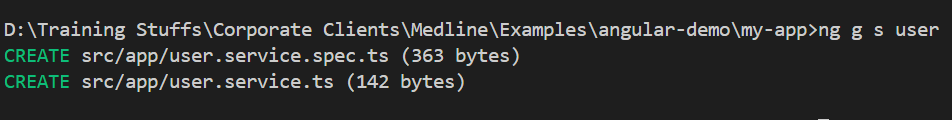 D:\Training Stuffs\Corporate Clients\Medline\Examples\angular-demo\my-app>ng g s user
CREATE src/app/user.service.spec.ts (363 bytes)
CREATE src/app/user.service.ts (142 bytes)